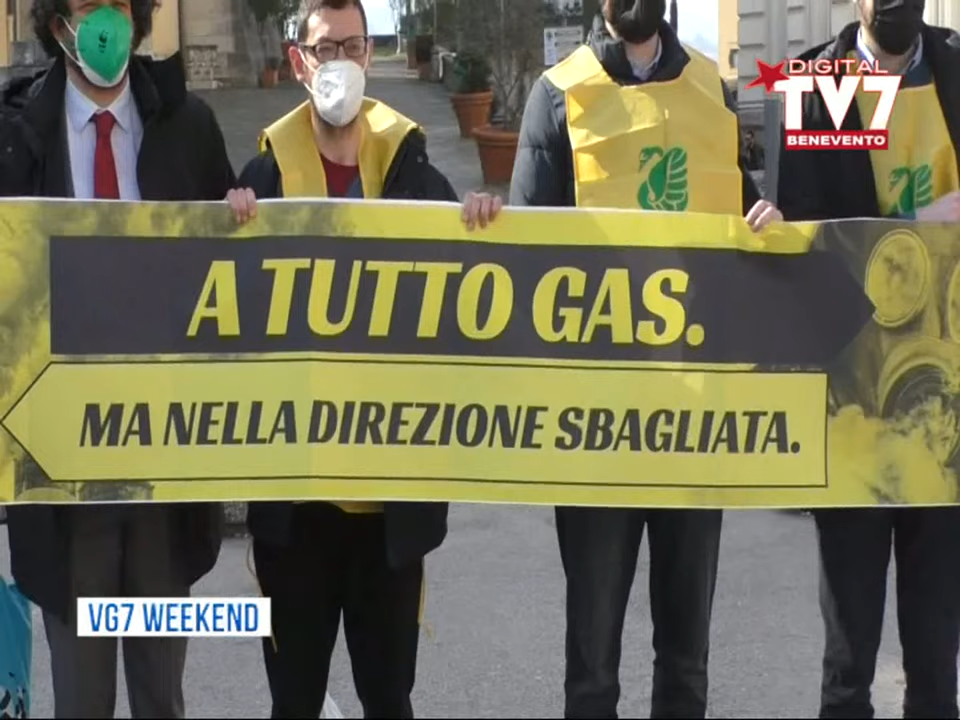 DIGITAL
TV7
BENEVENTO
A TUTTO GAS.
MA NELLA DIREZIONE SBAGLIATA.
VG7 WEEKEND